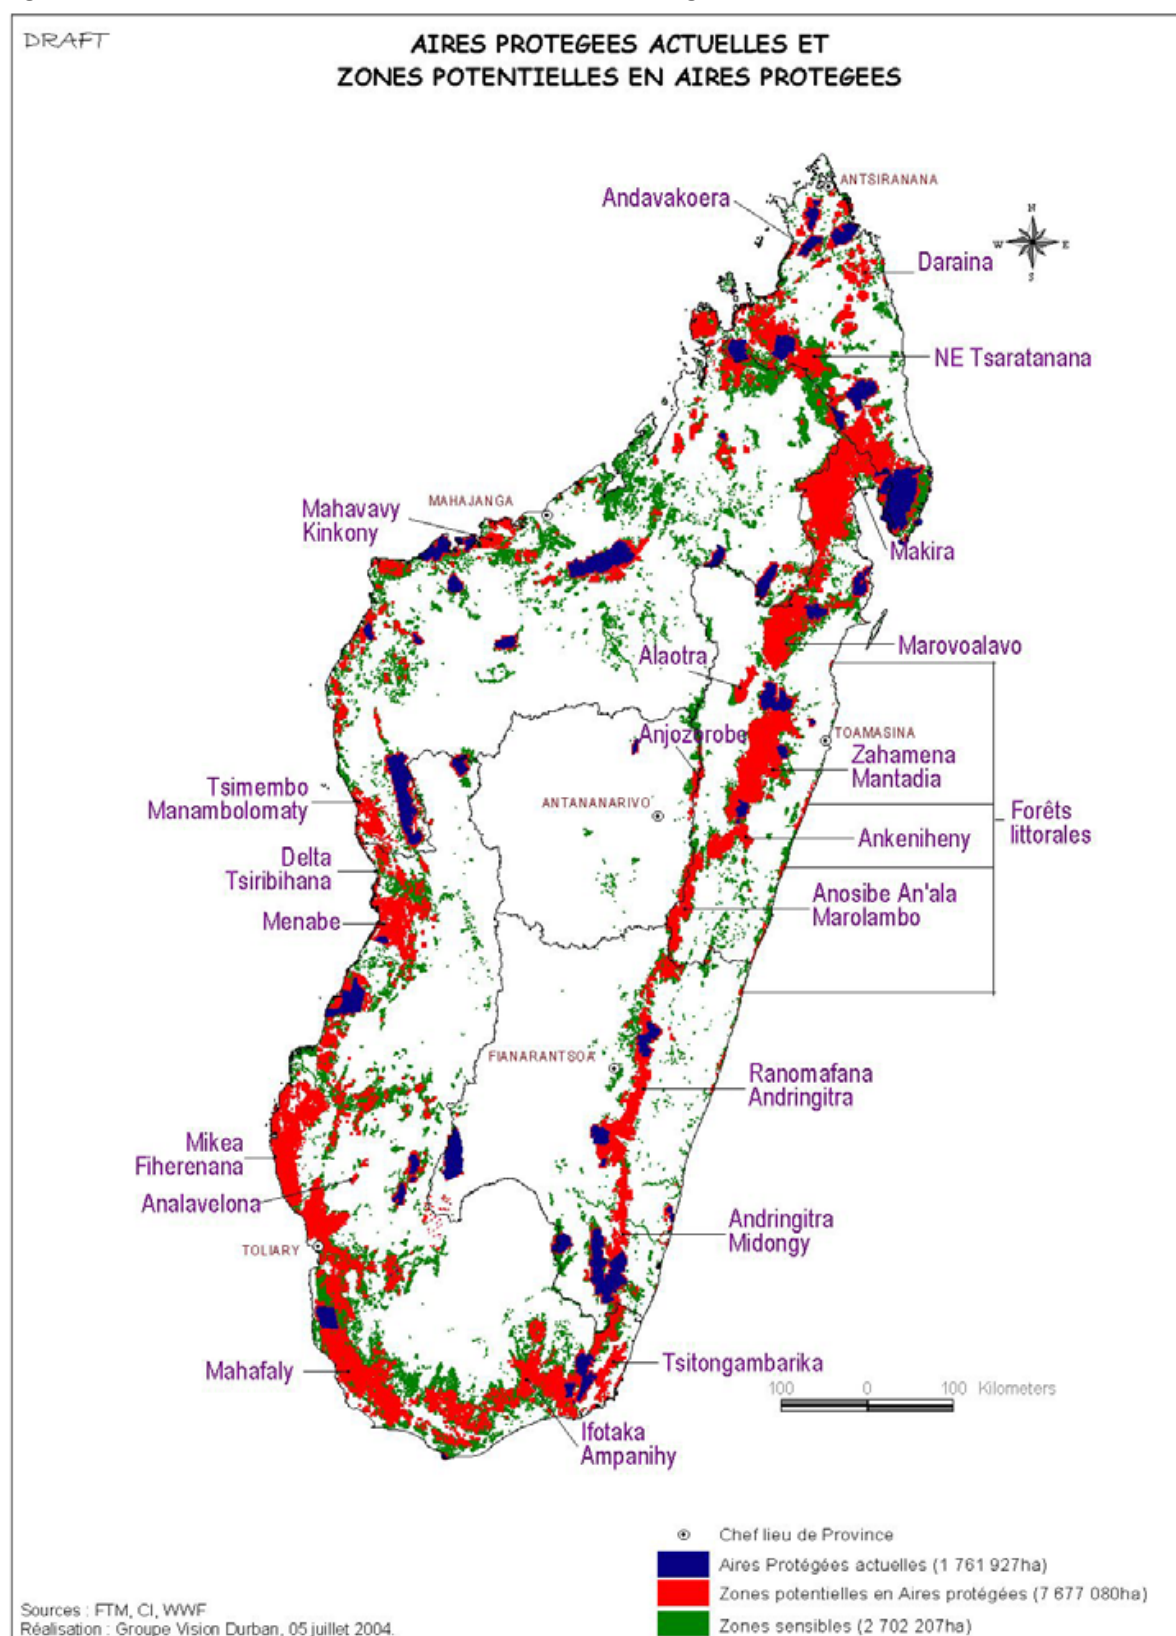 DRAFT
AIRES PROTEGEES ACTUELLES ET
ZONES POTENTIELLES EN AIRES PROTEGEES
ANTSIRANANA
Andavakoera
N
W E
S
Daraina
NE Tsaratanana
MAHAJANGA
Mahavavy
Kinkony
Makira
Marovoalavo
Alaotra
Anjozorobe
TOAMASINA
Zahamena
Mantadia
Tsimembo
Manambolomaty
ANTANANARIVO
Forêts
littorales
Ankeniheny
Delta
Tsiribihana
Anosibe An'ala
Marolambo
Menabe
FIANARANTSOA
Ranomafana
Andringitra
Mikea
Fiherenana
Analavelona
Andringitra
Midongy
TOLIARY
Mahafaly
Tsitongambarika
100 0 100 Kilometers
Ifotaka
Ampanihy
Chef lieu de Province
Aires Protégées actuelles (1 761 927ha)
Zones potentielles en Aires protégées (7 677 080ha)
Zones sensibles (2 702 207ha)
Sources : FTM, CI, WWF
Réalisation : Groupe Vision Durban, 05 juillet 2004.